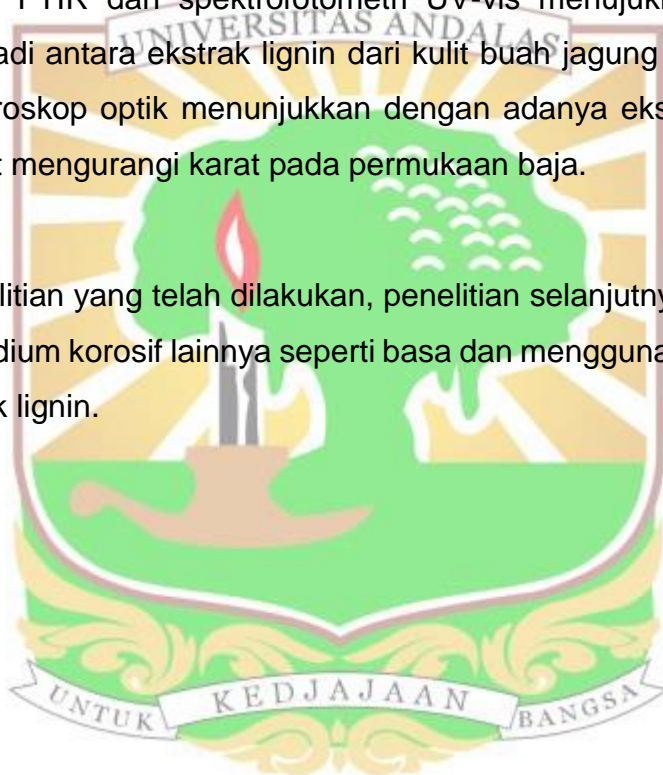 FTIR dan spektrofotometri UV-vis menujuk
UNIVERSITAS ANDALAS
adi antara ekstrak lignin dari kulit buah jagung
roskop optik menunjukkan dengan adanya eks
t mengurangi karat pada permukaan baja.
litian yang telah dilakukan, penelitian selanjutny
dium korosif lainnya seperti basa dan mengguna
k lignin.
UNTUK KEDJAJAAN BANGSA